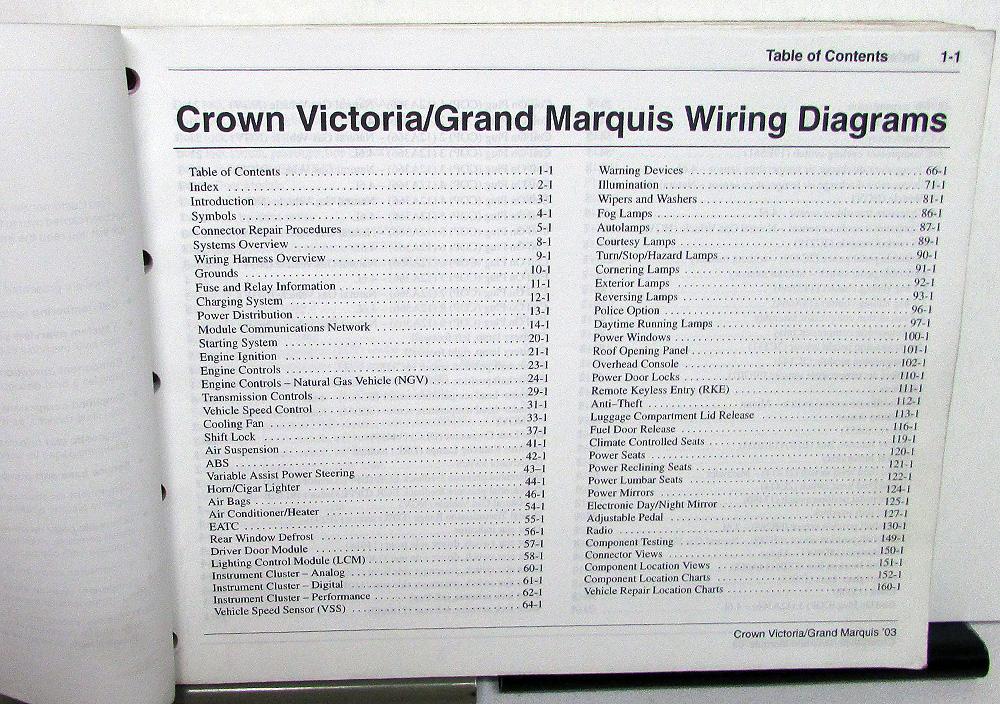 Table of Contents 1-1
Crown Victoria/Grand Marquis Wiring Diagrams
Table of Contents 1-1
Index 2-1
Introduction 3-1
Symbols 4-1
Connector Repair Procedures 5-1
Systems Overview 8-1
Wiring Harness Overview 9-1
Grounds 10-1
Fuse and Relay Information 11-1
Charging System 12-1
Power Distribution 13-1
Module Communications Network 14-1
Starting System 20-1
Engine Ignition 21-1
Engine Controls 23-1
Engine Controls – Natural Gas Vehicle (NGV) 24-1
Transmission Controls 29-1
Vehicle Speed Control 31-1
Cooling Fan 33-1
Shift Lock 37-1
Air Suspension 41-1
ABS 42-1
Variable Assist Power Steering 43-1
Horn/Cigar Lighter 44-1
Air Bags 46-1
Air Conditioner/Heater 54-1
EATC 55-1
Rear Window Defrost 56-1
Driver Door Module 57-1
Lighting Control Module (LCM) 58-1
Instrument Cluster – Analog 60-1
Instrument Cluster – Digital 61-1
Instrument Cluster – Performance 62-1
Vehicle Speed Sensor (VSS) 64-1
Warning Devices 66-1
Illumination 71-1
Wipers and Washers 81-1
Fog Lamps 86-1
Autolamps 87-1
Courtesy Lamps 89-1
Turn/Stop/Hazard Lamps 90-1
Cornering Lamps 91-1
Exterior Lamps 92-1
Reversing Lamps 93-1
Police Option 96-1
Daytime Running Lamps 97-1
Power Windows 100-1
Roof Opening Panel 101-1
Overhead Console 102-1
Power Door Locks 110-1
Remote Keyless Entry (RKE) 111-1
Anti–Theft 112-1
Luggage Compartment Lid Release 113-1
Fuel Door Release 116-1
Climate Controlled Seats 119-1
Power Seats 120-1
Power Reclining Seats 121-1
Power Lumbar Seats 122-1
Power Mirrors 124-1
Electronic Day/Night Mirror 125-1
Adjustable Pedal 127-1
Radio 130-1
Component Testing 149-1
Connector Views 150-1
Component Location Views 151-1
Component Location Charts 152-1
Vehicle Repair Location Charts 160-1
Crown Victoria/Grand Marquis '03